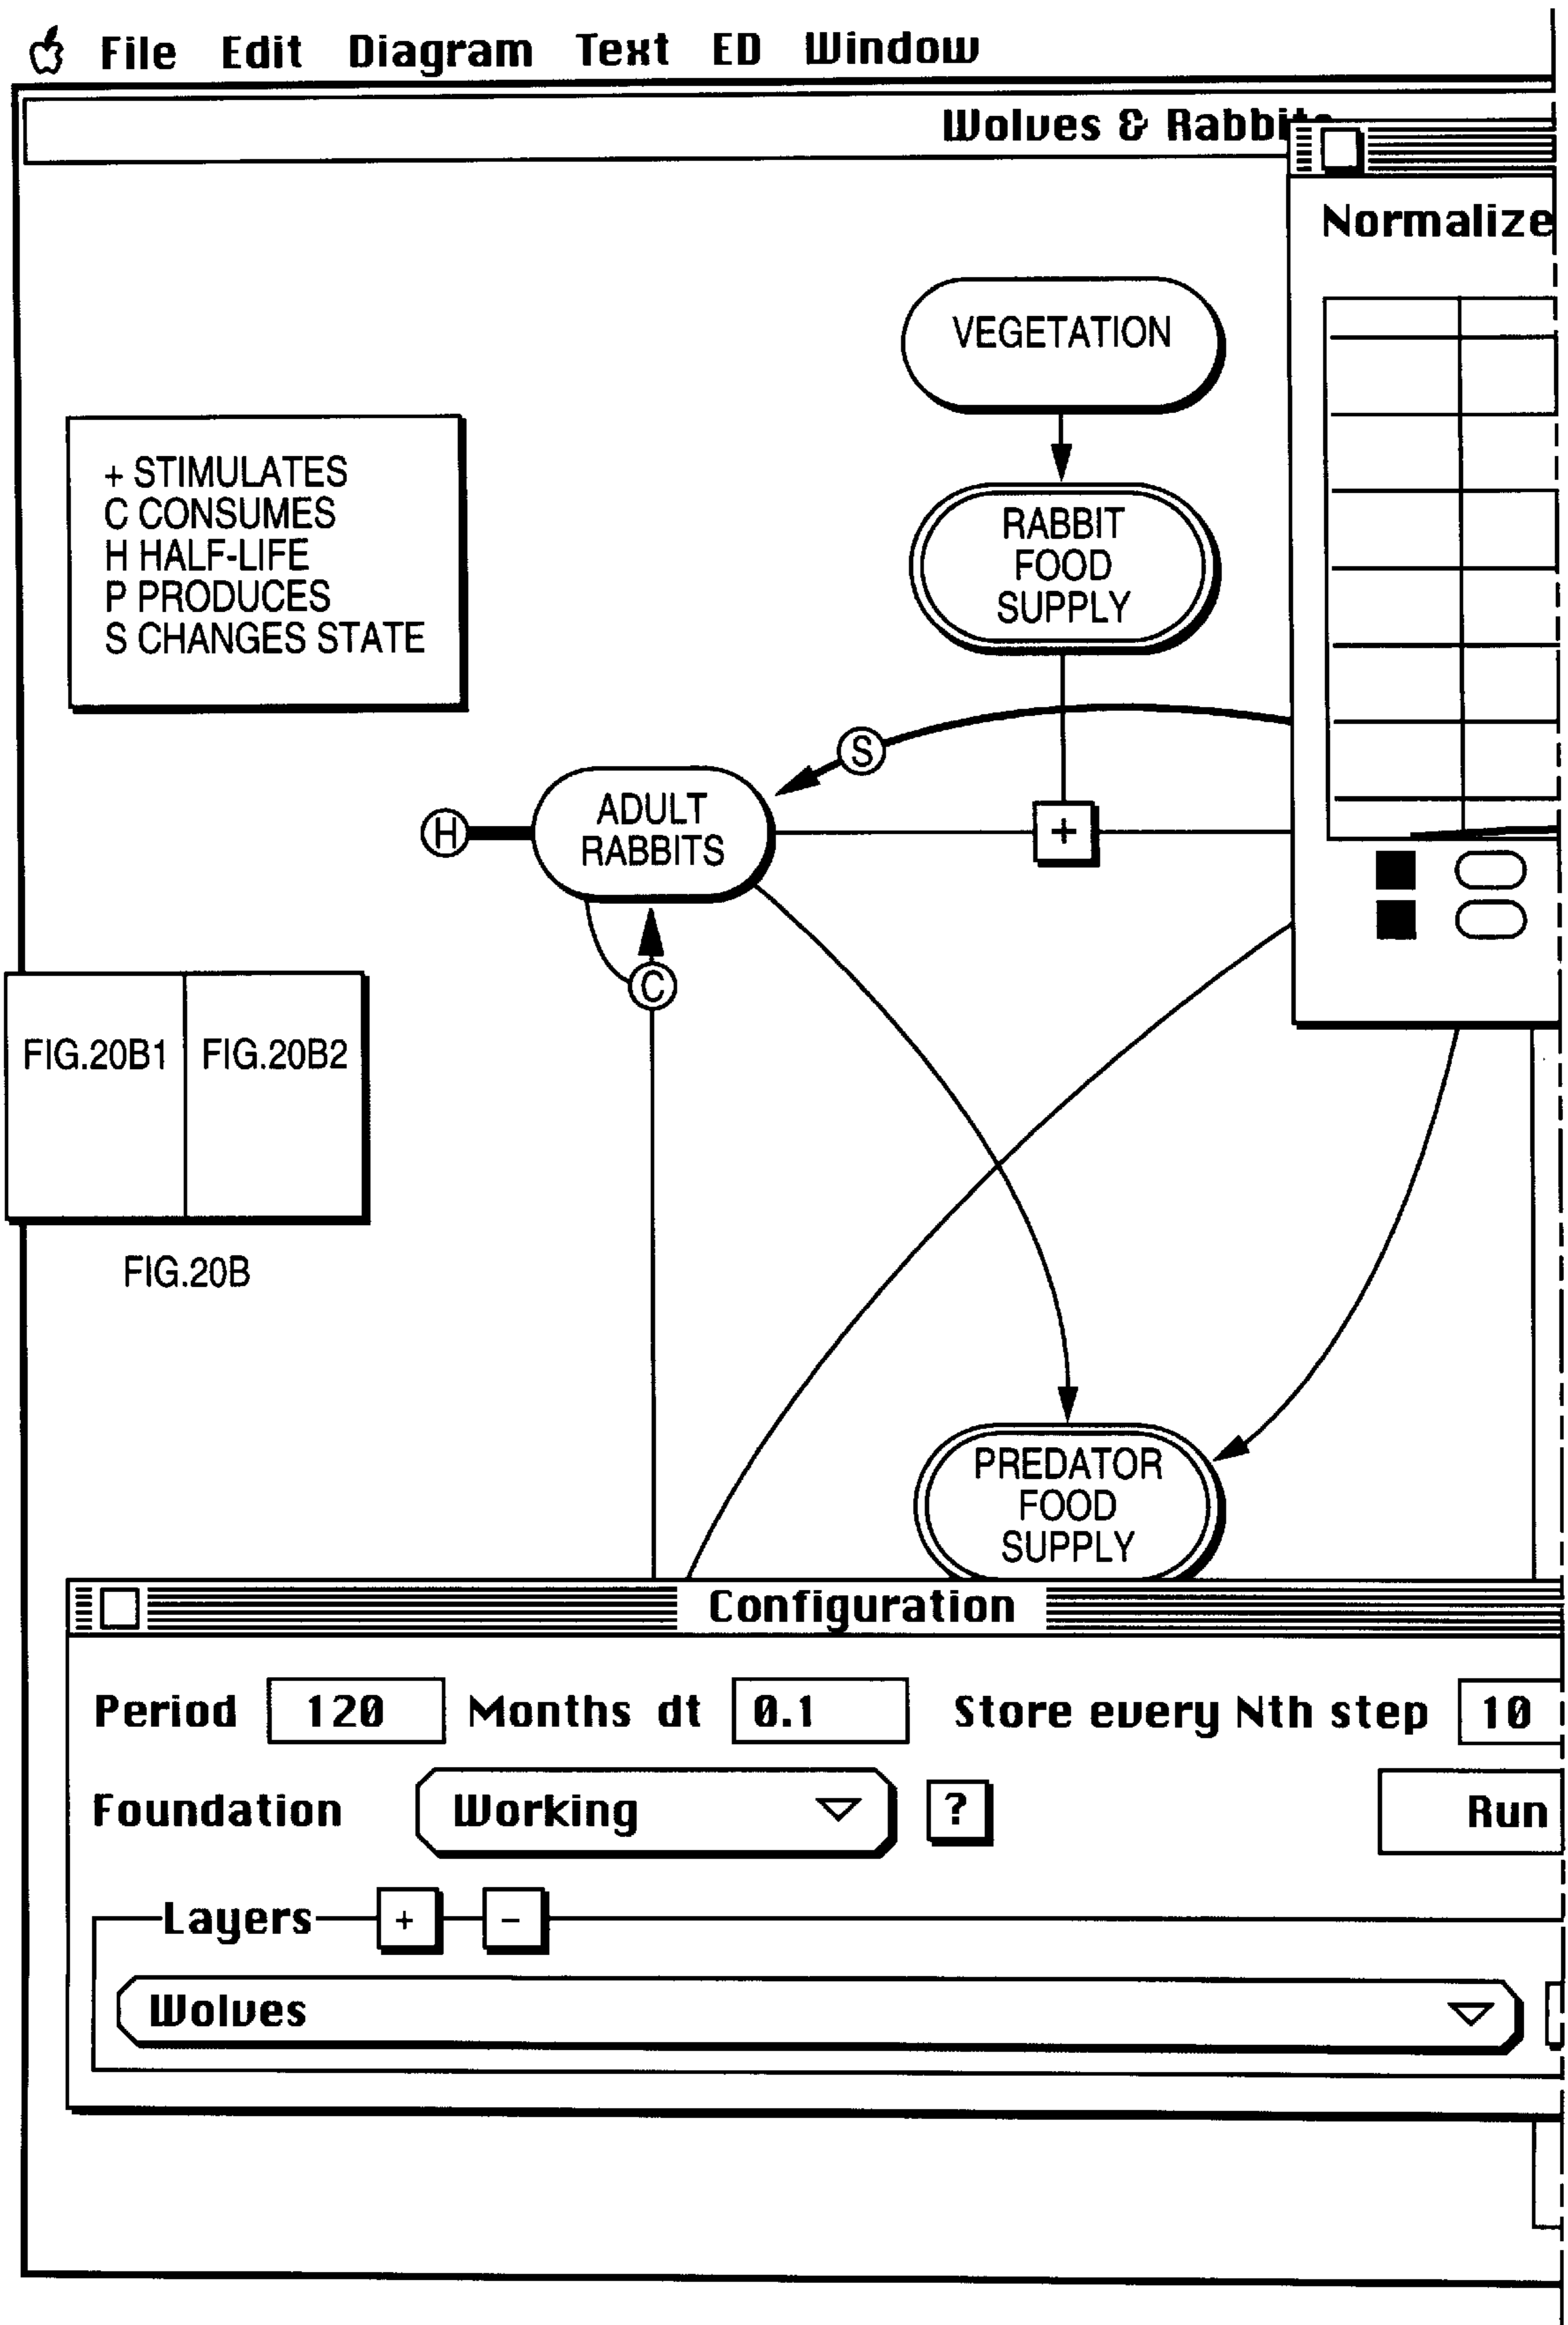 File Edit Diagram Text ED Window
Wolves & Rabbits
Normalize
VEGETATION
+ STIMULATES
C CONSUMES
H HALF-LIFE
P PRODUCES
S CHANGES STATE
RABBIT
FOOD
SUPPLY
S
H
ADULT
RABBITS
+
C
FIG.20B1 FIG.20B2
FIG.20B
PREDATOR
FOOD
SUPPLY
Configuration
Period 120 Months dt 0.1 Store every Nth step 10
Foundation Working ? Run
Layers + -
Wolves